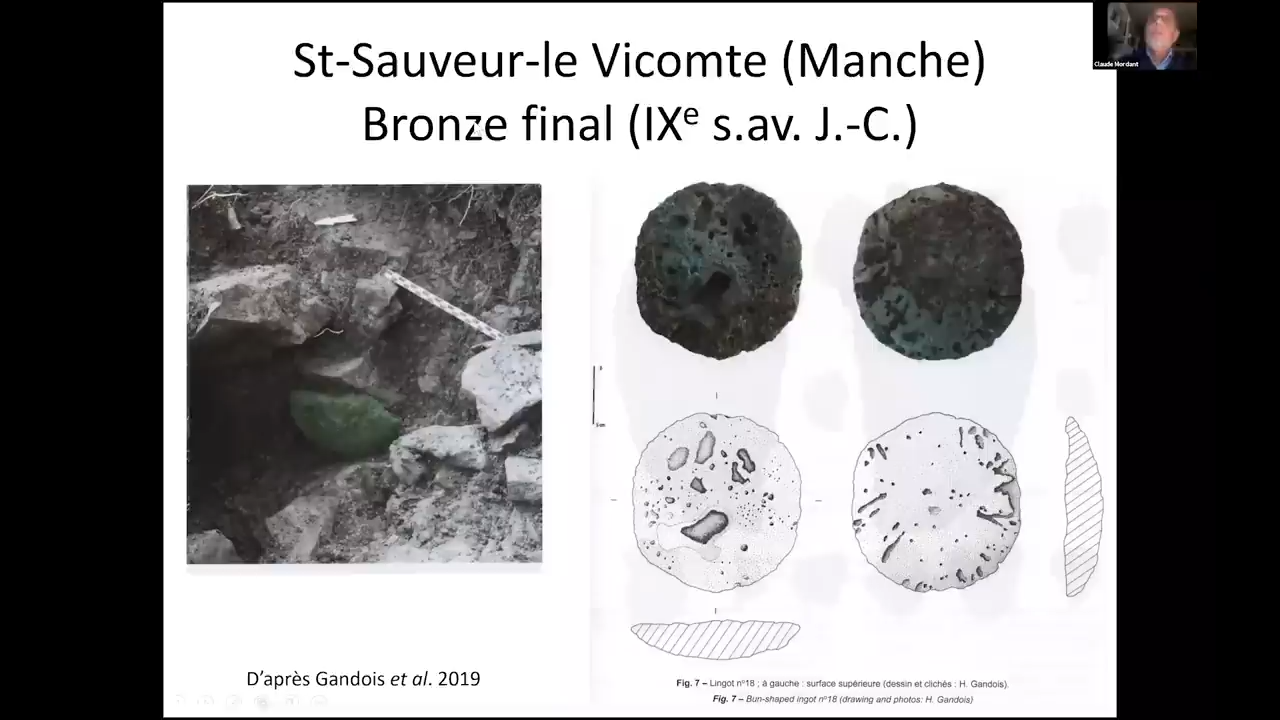 St-Sauveur-le Vicomte (Manche)
Bronze final (IXe s.av. J.-C.)
Claude Mordant
D'après Gandois et al. 2019
Fig. 7 – Lingot n°18 ; à gauche : surface supérieure (dessin et clichés : H. Gandois).
Fig. 7 – Bun-shaped ingot n°18 (drawing and photos: H. Gandois)